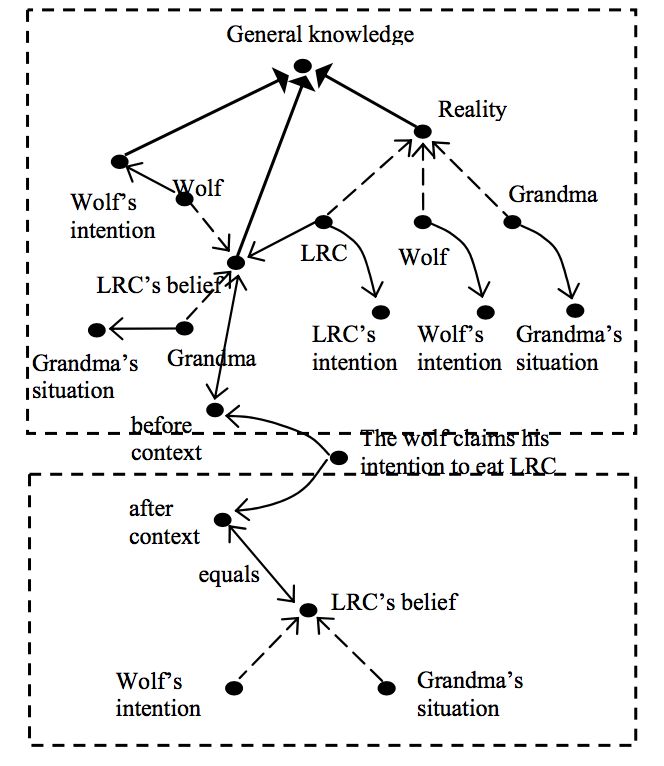 General knowledge
Reality
Wolf
Wolf's
intention
Grandma
LRC
Wolf
LRC's belief
Grandma
Grandma's
situation
LRC's
intention
Wolf's
intention
Grandma's
situation
before
context
The wolf claims his
intention to eat LRC
after
context
equals
LRC's belief
Wolf's
intention
Grandma's
situation